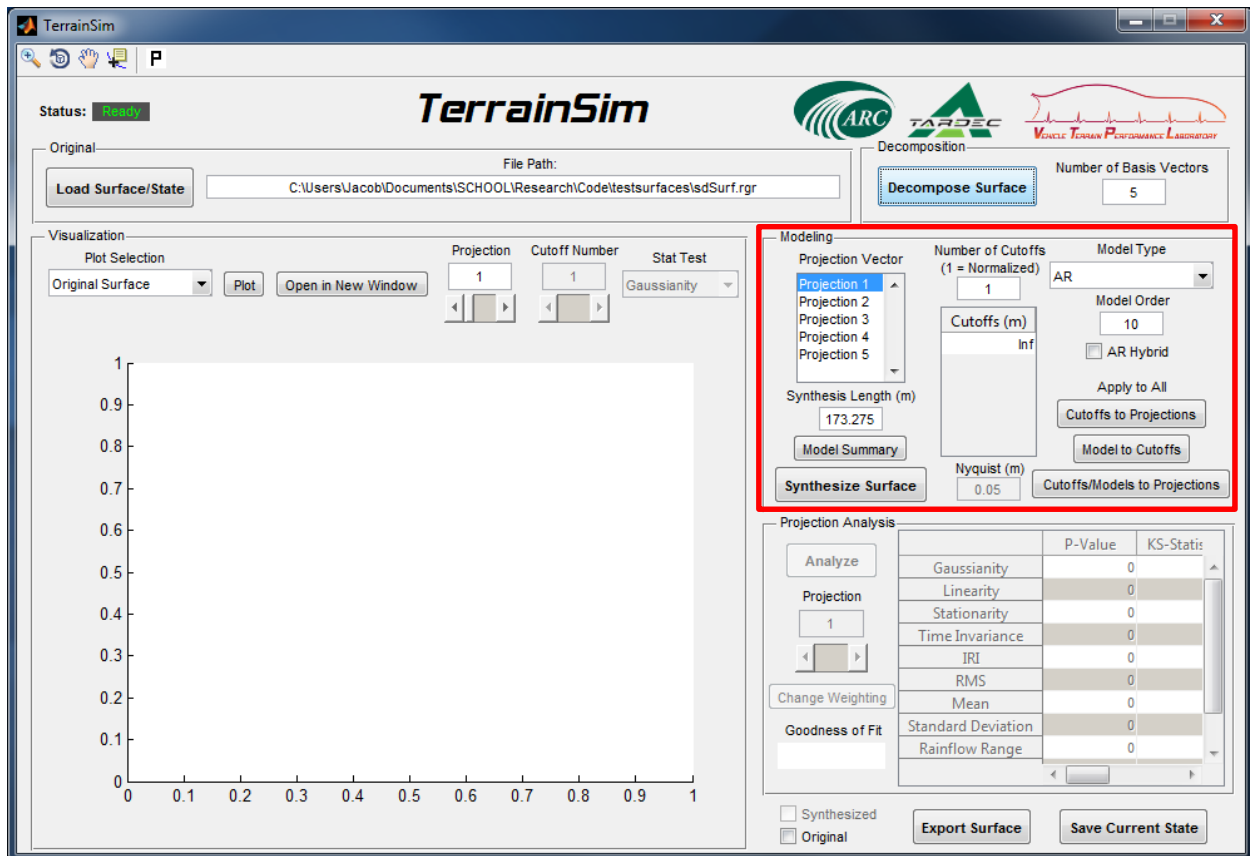 TerrainSim
P
Status: Ready
TerrainSim
ARC
TARDEC
VEHICLE TERRAIN PERFORMANCE LABORATORY
Original
File Path:
Load Surface/State
C:\Users\Jacob\Documents\SCHOOL\Research\Code\testsurfaces\sdSurf.rgr
Decomposition
Decompose Surface
Number of Basis Vectors
5
Visualization
Plot Selection
Original Surface
Plot
Open in New Window
Projection
1
Cutoff Number
1
Stat Test
Gaussianity
1
0.9
0.8
0.7
0.6
0.5
0.4
0.3
0.2
0.1
0
0 0.1 0.2 0.3 0.4 0.5 0.6 0.7 0.8 0.9 1
Modeling
Projection Vector
Projection 1
Projection 2
Projection 3
Projection 4
Projection 5
Synthesis Length (m)
173.275
Model Summary
Synthesize Surface
Number of Cutoffs
(1 = Normalized)
1
Cutoffs (m)
Inf
Nyquist (m)
0.05
Model Type
AR
Model Order
10
AR Hybrid
Apply to All
Cutoffs to Projections
Model to Cutoffs
Cutoffs/Models to Projections
Projection Analysis
Analyze
Projection
1
Change Weighting
Goodness of Fit
P-Value KS-Statis
Gaussianity 0
Linearity 0
Stationarity 0
Time Invariance 0
IRI 0
RMS 0
Mean 0
Standard Deviation 0
Rainflow Range 0
Synthesized
Original
Export Surface
Save Current State